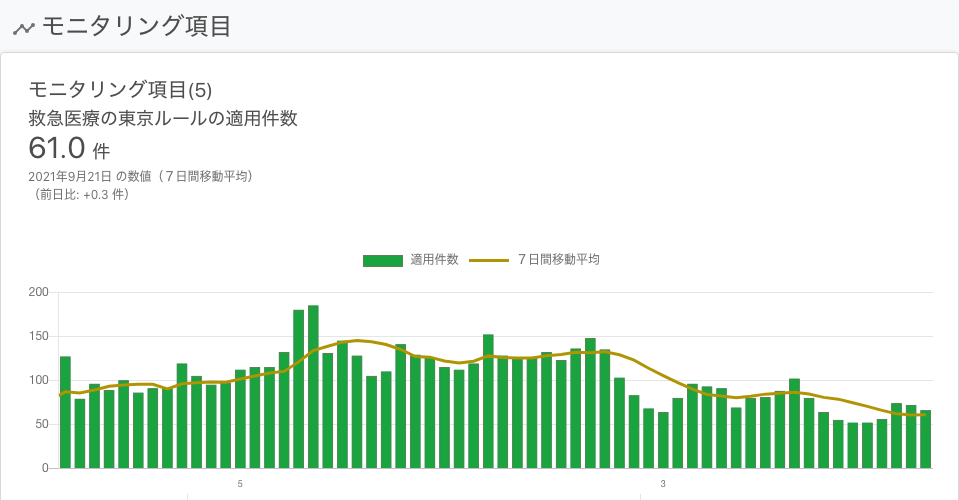 モニタリング項目
モニタリング項目(5)
救急医療の東京ルールの適用件数
61.0 件
2021年9月21日 の数値（７日間移動平均）
（前日比: +0.3 件）
適用件数 ７日間移動平均
200
150
100
50
0
5 3